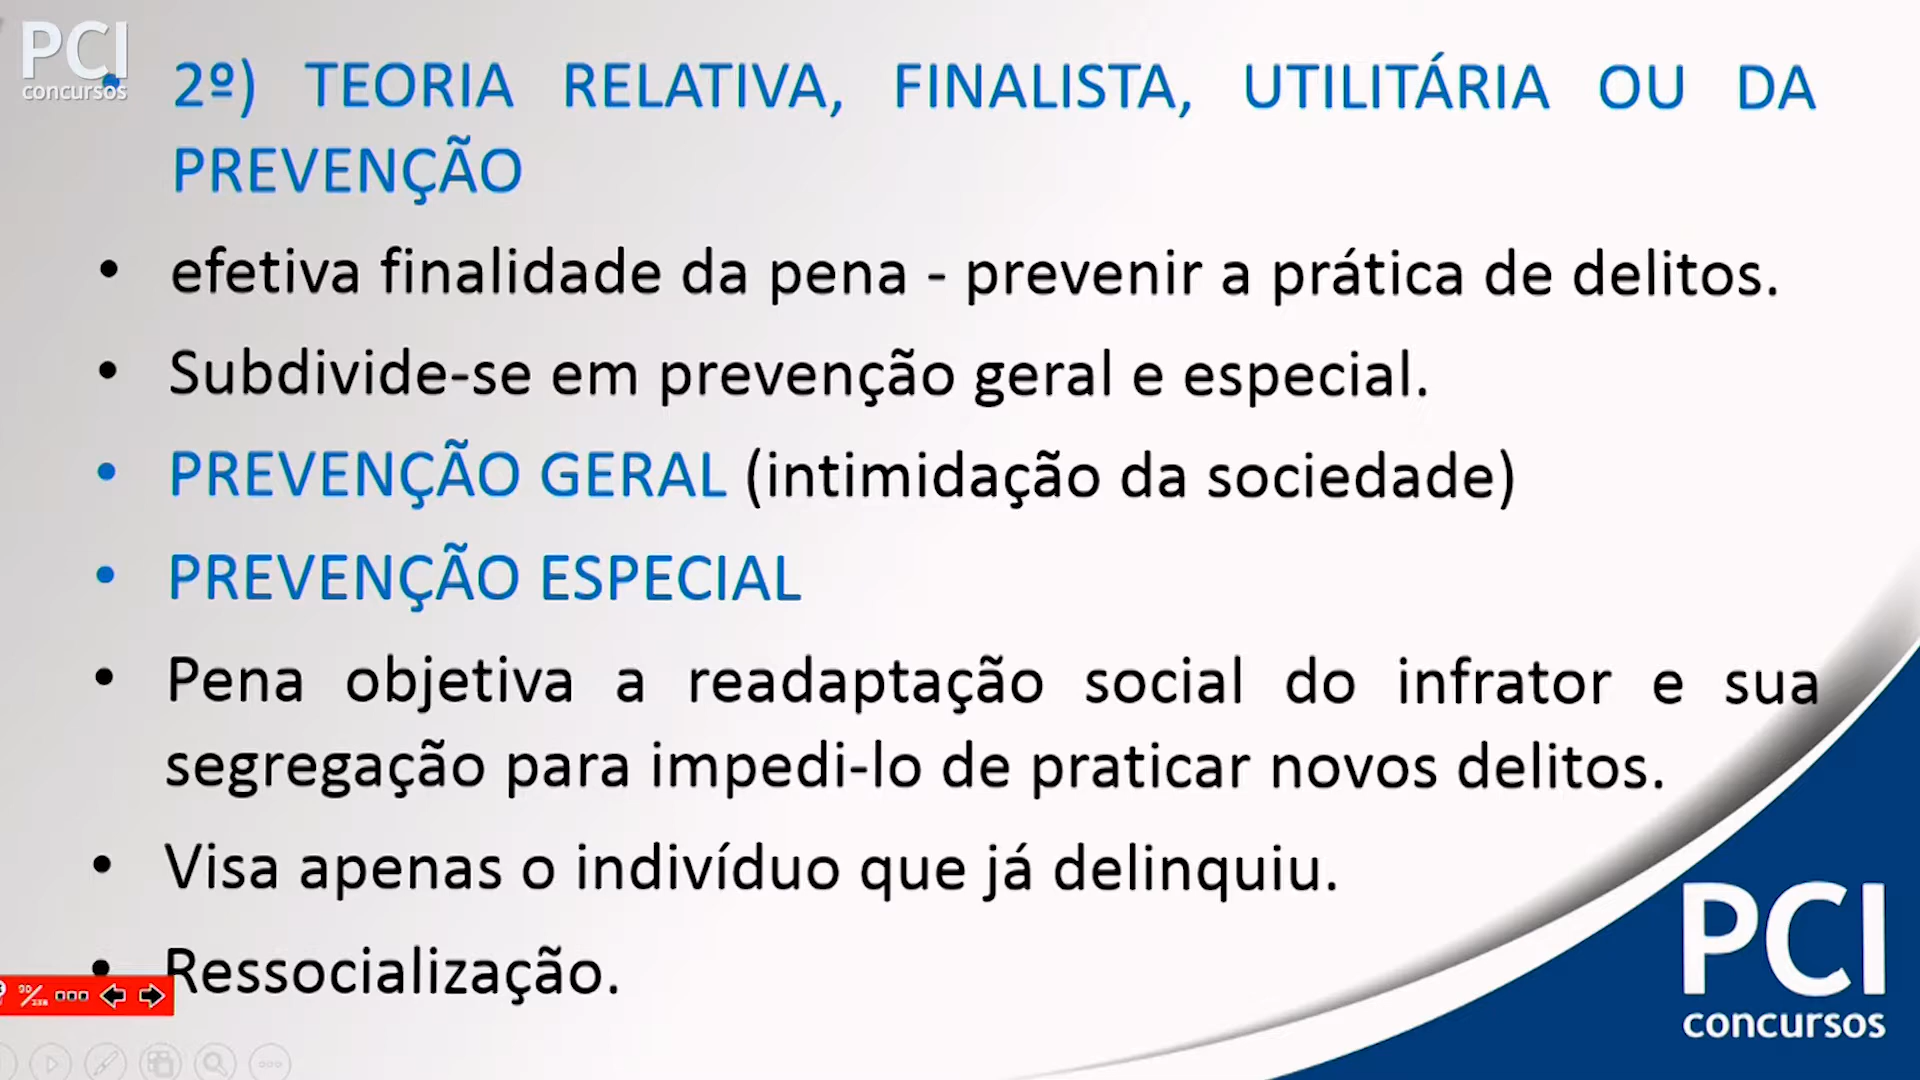 PCI
concursos
2º) TEORIA RELATIVA, FINALISTA, UTILITÁRIA OU DA
PREVENÇÃO
• efetiva finalidade da pena - prevenir a prática de delitos.
• Subdivide-se em prevenção geral e especial.
• PREVENÇÃO GERAL (intimidação da sociedade)
• PREVENÇÃO ESPECIAL
• Pena objetiva a readaptação social do infrator e sua
segregação para impedi-lo de praticar novos delitos.
• Visa apenas o indivíduo que já delinquiu.
• Ressocialização.
PCI
concursos